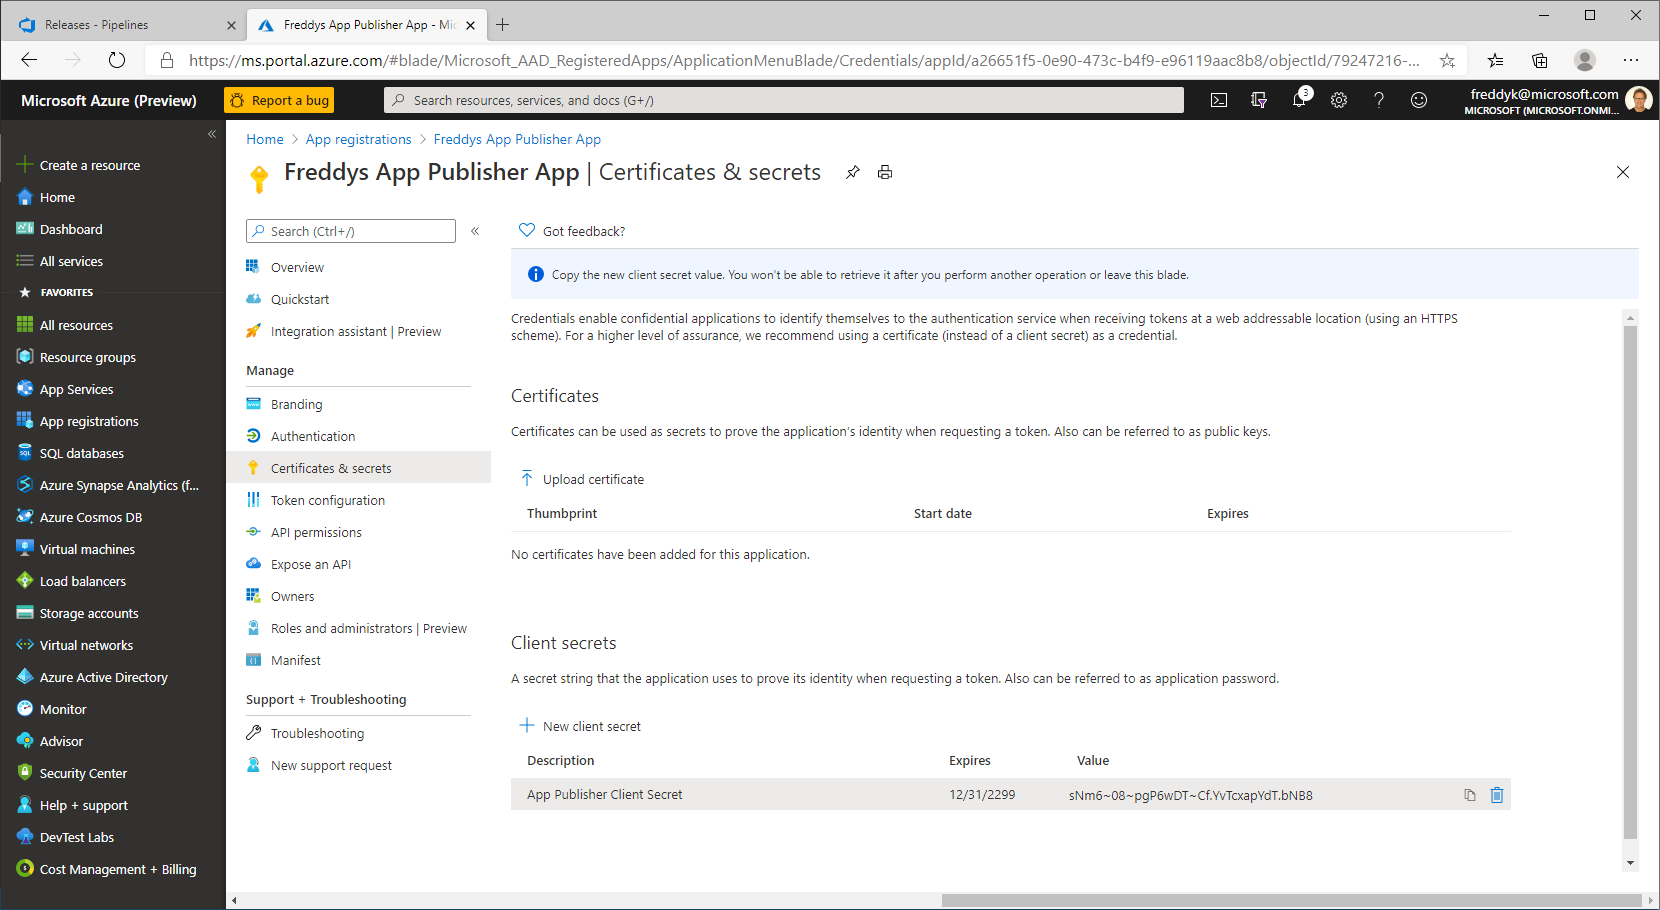 Releases - Pipelines
Freddys App Publisher App - Mic
https://ms.portal.azure.com/#blade/Microsoft_AAD_RegisteredApps/ApplicationMenuBlade/Credentials/appId/a26651f5-0e90-473c-b4f9-e96119aac8b8/objectId/79247216-...
Microsoft Azure (Preview)
Report a bug
Search resources, services, and docs (G+/)
3
freddyk@microsoft.com
MICROSOFT (MICROSOFT.ONMI...
Create a resource
Home
Dashboard
All services
FAVORITES
All resources
Resource groups
App Services
App registrations
SQL databases
Azure Synapse Analytics (f...
Azure Cosmos DB
Virtual machines
Load balancers
Storage accounts
Virtual networks
Azure Active Directory
Monitor
Advisor
Security Center
Help + support
DevTest Labs
Cost Management + Billing
Home > App registrations > Freddys App Publisher App
Freddys App Publisher App | Certificates & secrets
Search (Ctrl+/)
Overview
Quickstart
Integration assistant | Preview
Manage
Branding
Authentication
Certificates & secrets
Token configuration
API permissions
Expose an API
Owners
Roles and administrators | Preview
Manifest
Support + Troubleshooting
Troubleshooting
New support request
Got feedback?
Copy the new client secret value. You won't be able to retrieve it after you perform another operation or leave this blade.
Credentials enable confidential applications to identify themselves to the authentication service when receiving tokens at a web addressable location (using an HTTPS
scheme). For a higher level of assurance, we recommend using a certificate (instead of a client secret) as a credential.
Certificates
Certificates can be used as secrets to prove the application's identity when requesting a token. Also can be referred to as public keys.
Upload certificate
Thumbprint Start date Expires
No certificates have been added for this application.
Client secrets
A secret string that the application uses to prove its identity when requesting a token. Also can be referred to as application password.
New client secret
Description Expires Value
App Publisher Client Secret 12/31/2299 sNm6~08~pgP6wDT~Cf.YvTcxapYdT.bNB8